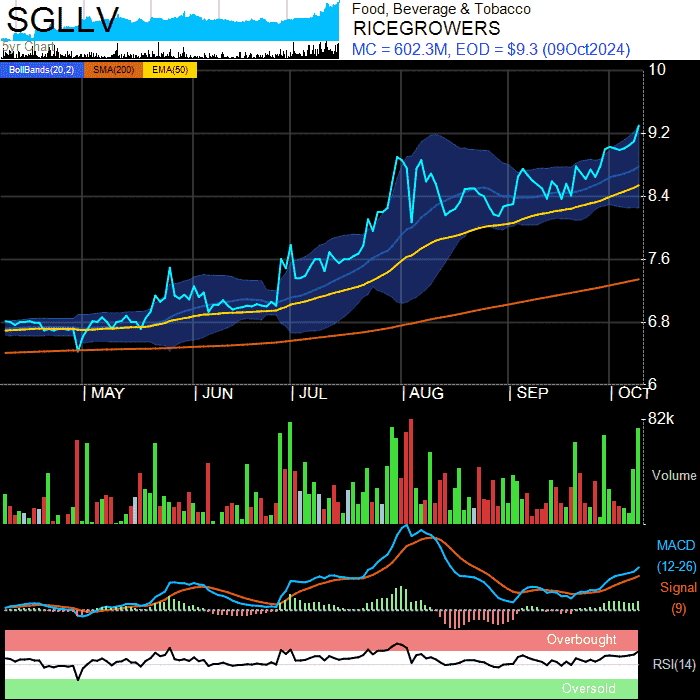 SGLLV
5yr Chart
Food, Beverage & Tobacco
RICEGROWERS
MC = 602.3M, EOD = $9.3 (09Oct2024)
BollBands(20,2) SMA(200) EMA(50)
10
9.2
8.4
7.6
6.8
6
MAY JUN JUL AUG SEP OCT
82k
Volume
MACD
(12-26)
Signal
(9)
Overbought
RSI(14)
Oversold